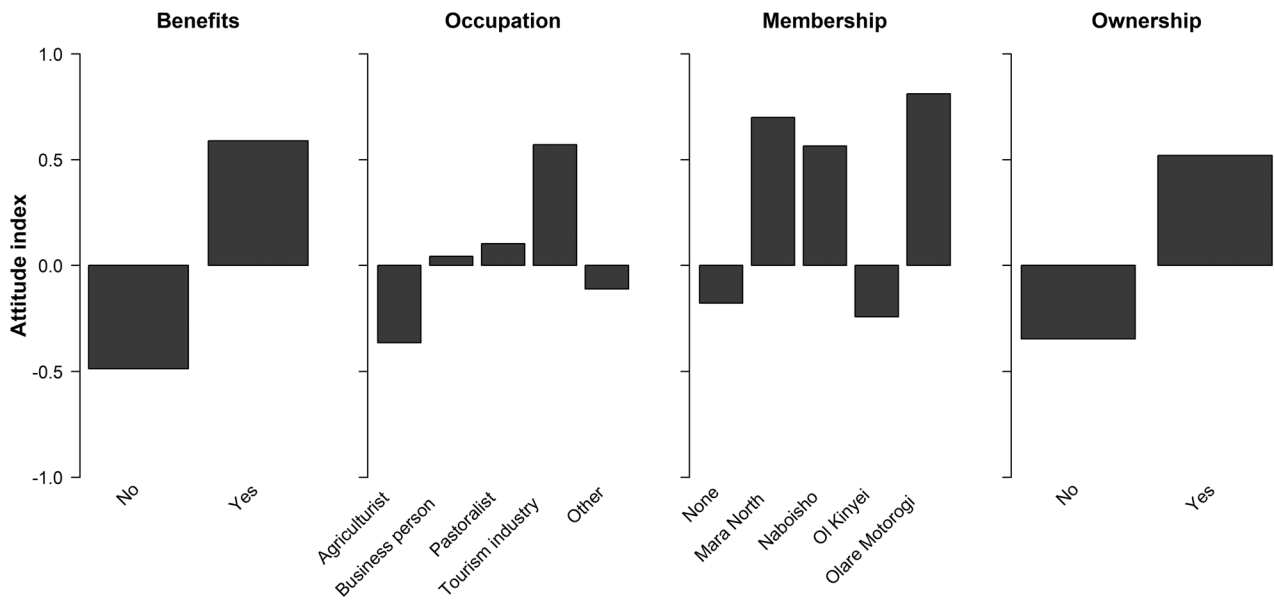 Benefits
Occupation
Membership
Ownership
Attitude index
1.0
0.5
0.0
-0.5
-1.0
No
Yes
Agriculturist
Business person
Pastoralist
Tourism industry
Other
None
Mara North
Naboisho
Ol Kinyei
Olare Motorogi
No
Yes